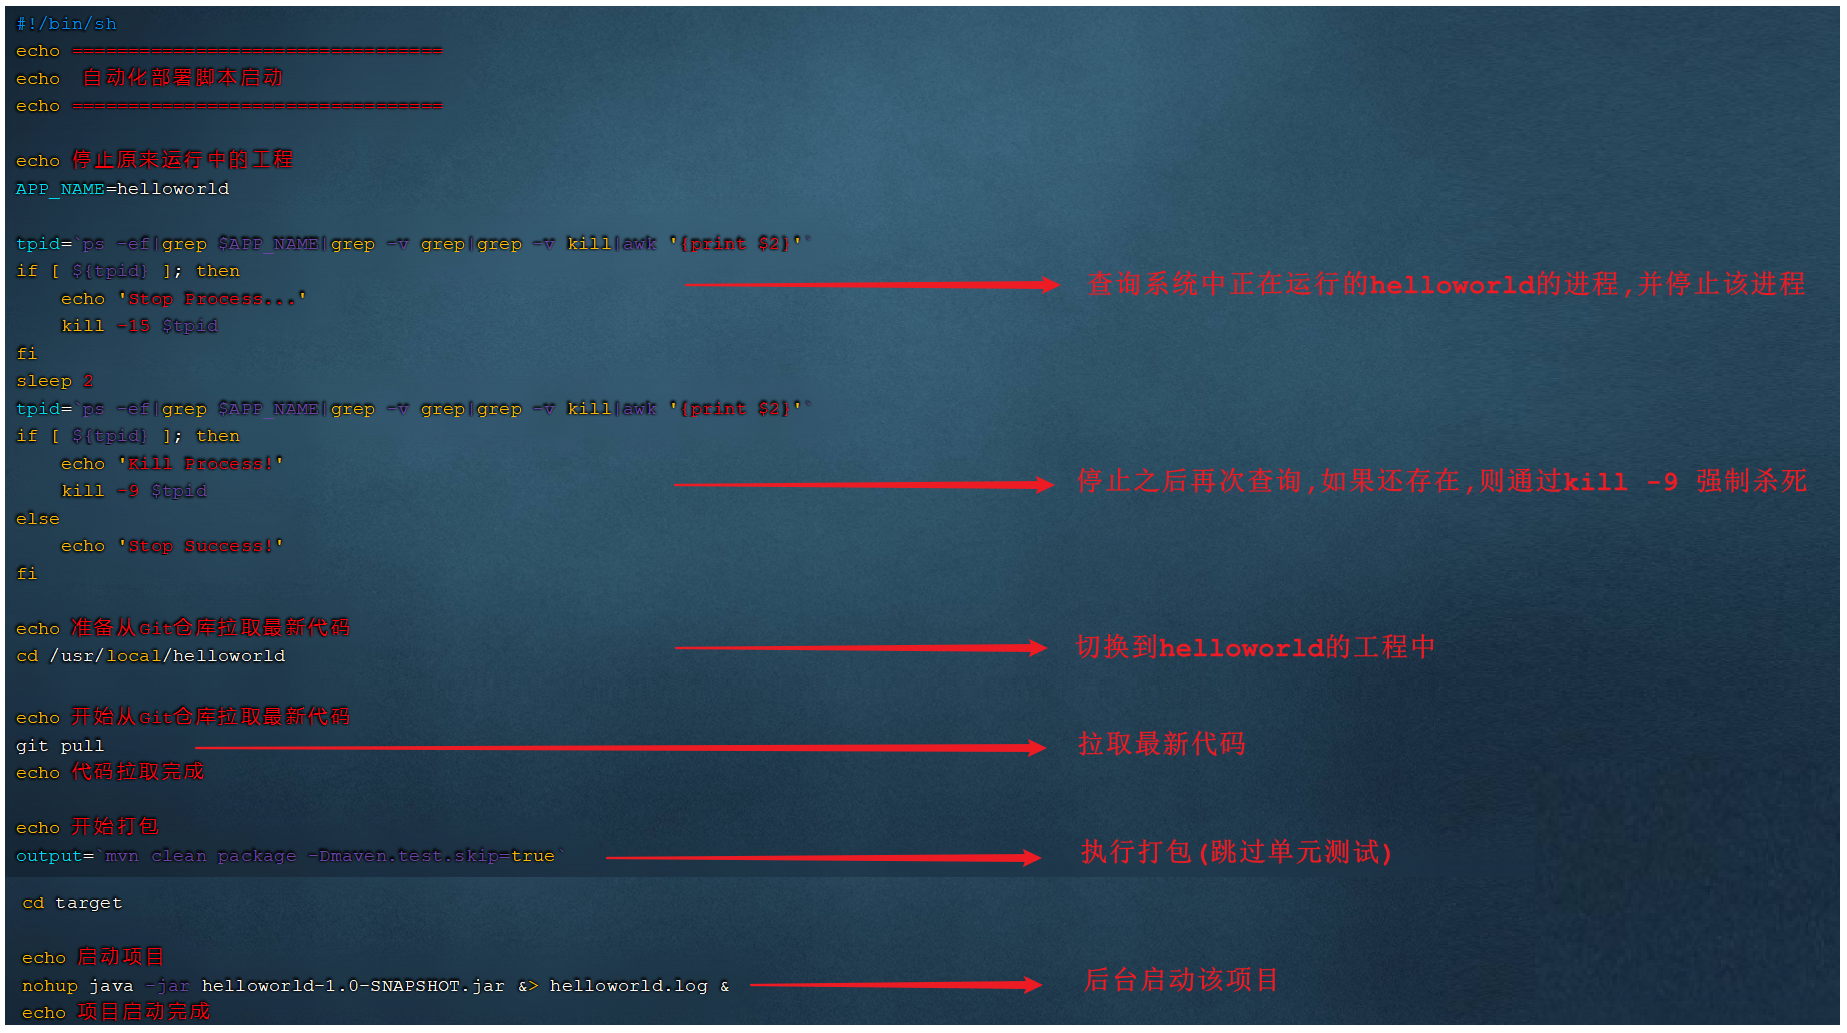 #!/bin/sh
echo =================================
echo  自动化部署脚本启动
echo =================================
echo 停止原来运行中的工程
APP_NAME=helloworld
tpid=`ps -ef|grep $APP_NAME|grep -v grep|grep -v kill|awk '{print $2}'`
if [ ${tpid} ]; then
查询系统中正在运行的helloworld的进程,并停止该进程
    echo 'Stop Process...'
    kill -15 $tpid
fi
sleep 2
tpid=`ps -ef|grep $APP_NAME|grep -v grep|grep -v kill|awk '{print $2}'`
if [ ${tpid} ]; then
    echo 'Kill Process!'
    kill -9 $tpid
停止之后再次查询,如果还存在,则通过kill -9 强制杀死
else
    echo 'Stop Success!'
fi
echo 准备从Git仓库拉取最新代码
cd /usr/local/helloworld
切换到helloworld的工程中
echo 开始从Git仓库拉取最新代码
git pull
拉取最新代码
echo 代码拉取完成
echo 开始打包
output=`mvn clean package -Dmaven.test.skip=true`
执行打包(跳过单元测试)
cd target
echo 启动项目
nohup java -jar helloworld-1.0-SNAPSHOT.jar &> helloworld.log &
后台启动该项目
echo 项目启动完成